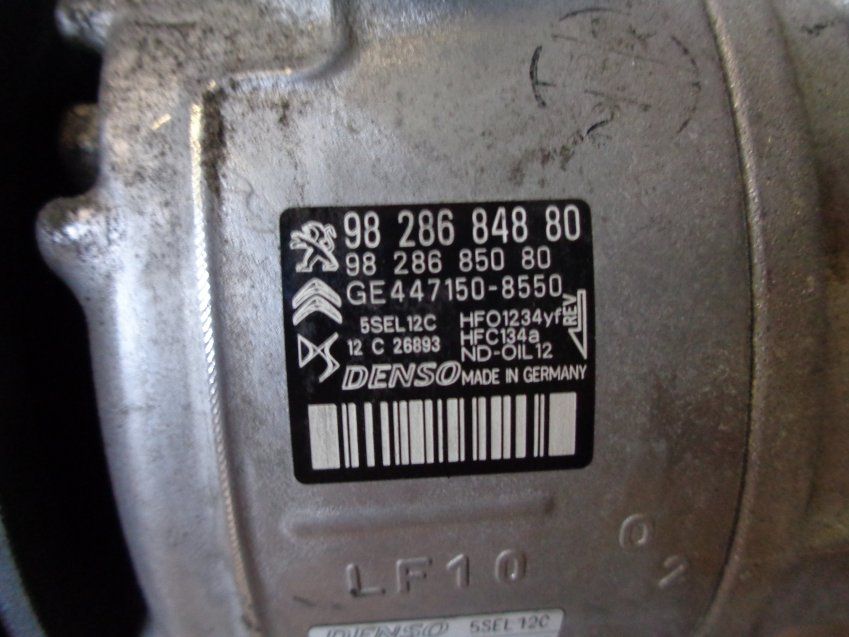 98 286 848 80
98 286 850 80
GE447150-8550
5SEL12C HFO1234yf
12 C 26893 HFC134a
ND-OIL12
REV
DENSO MADE IN GERMANY
LF10
02
DENSO 5SEL12C